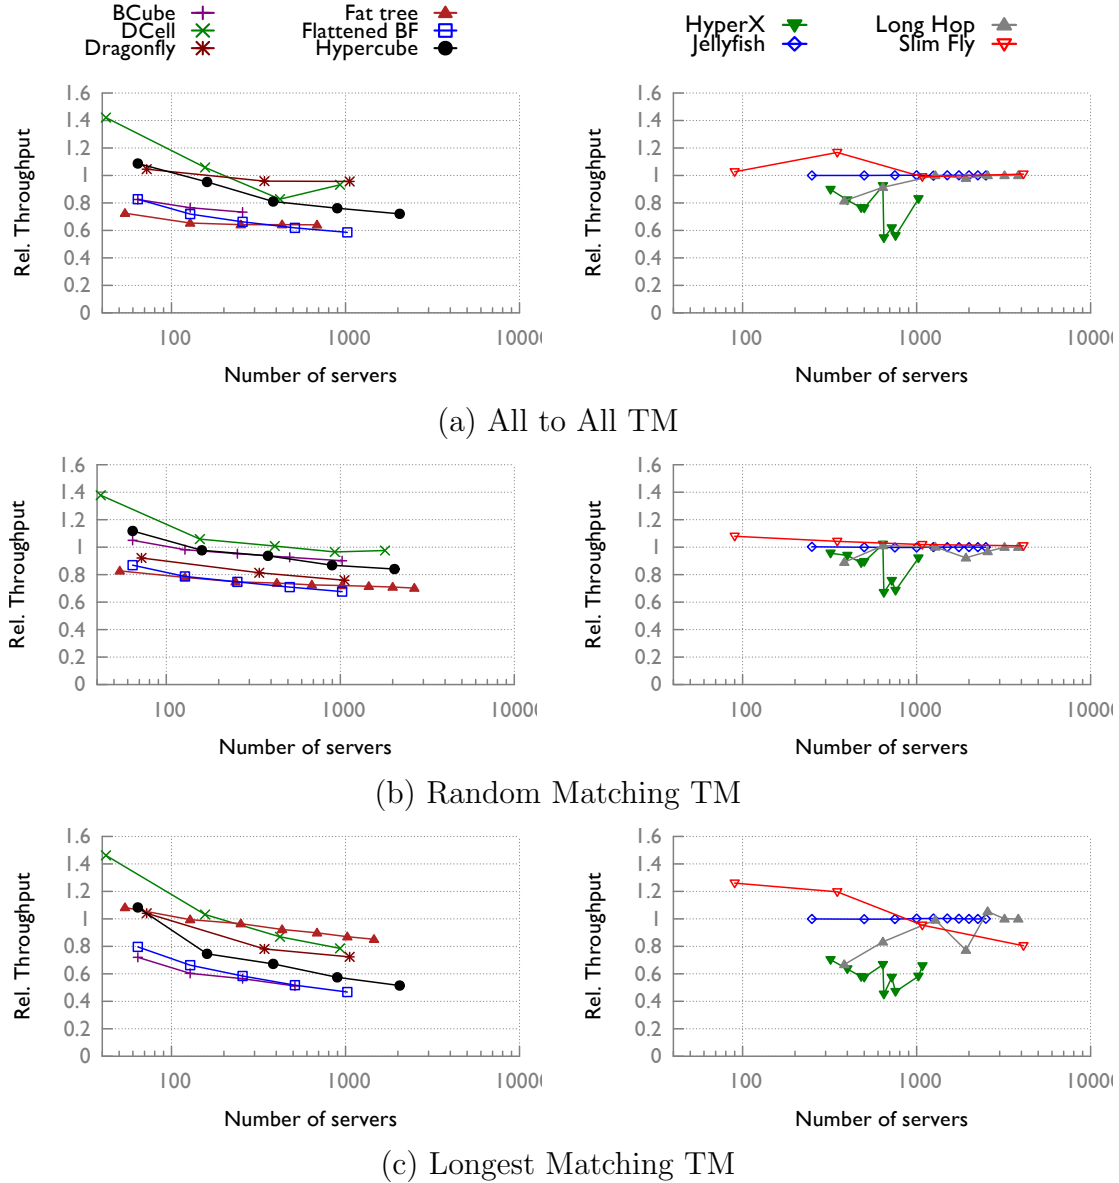 BCube
DCell
Dragonfly
Fat tree
Flattened BF
Hypercube
HyperX
Jellyfish
Long Hop
Slim Fly
Rel. Throughput
1.6
1.4
1.2
1
0.8
0.6
0.4
0.2
0
100 1000 10000
Number of servers
Rel. Throughput
1.6
1.4
1.2
1
0.8
0.6
0.4
0.2
0
100 1000 1000
Number of servers
(a) All to All TM
Rel. Throughput
1.6
1.4
1.2
1
0.8
0.6
0.4
0.2
0
100 1000 10000
Number of servers
Rel. Throughput
1.6
1.4
1.2
1
0.8
0.6
0.4
0.2
0
100 1000 10000
Number of servers
(b) Random Matching TM
Rel. Throughput
1.6
1.4
1.2
1
0.8
0.6
0.4
0.2
0
100 1000 10000
Number of servers
Rel. Throughput
1.6
1.4
1.2
1
0.8
0.6
0.4
0.2
0
100 1000 10000
Number of servers
(c) Longest Matching TM